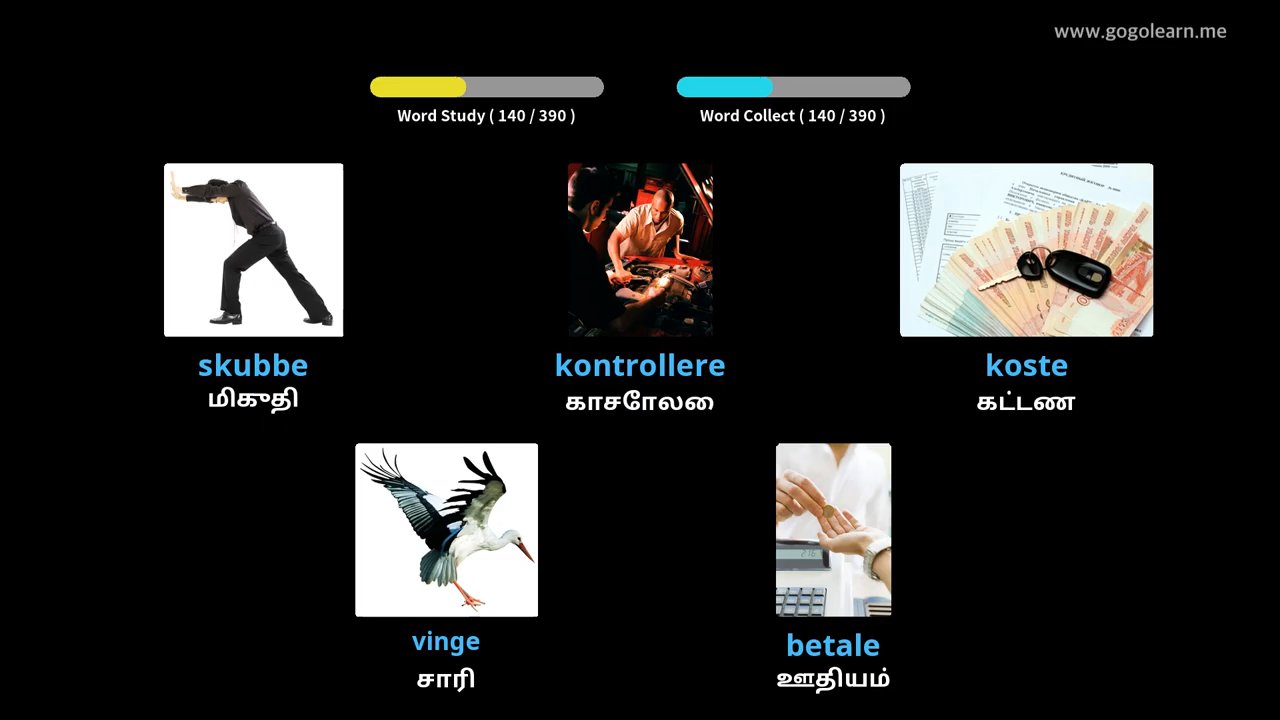 www.gogolearn.me
Word Study ( 140 / 390 )
Word Collect ( 140 / 390 )
skubbe
மிகுதி
kontrollere
காசோலை
koste
கட்டண
vinge
சாரி
betale
ஊதியம்